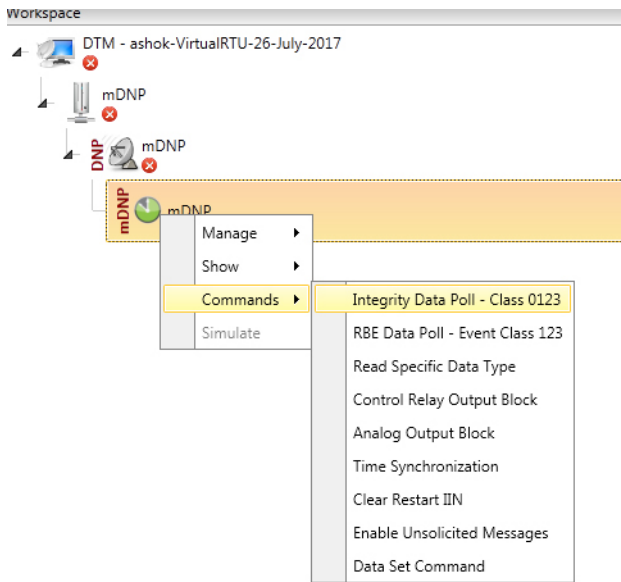 Workspace
DTM - ashok-VirtualRTU-26-July-2017
mDNP
DNP
mDNP
mDNP
mDNP
Manage
Show
Commands
Simulate
Integrity Data Poll - Class 0123
RBE Data Poll - Event Class 123
Read Specific Data Type
Control Relay Output Block
Analog Output Block
Time Synchronization
Clear Restart IIN
Enable Unsolicited Messages
Data Set Command